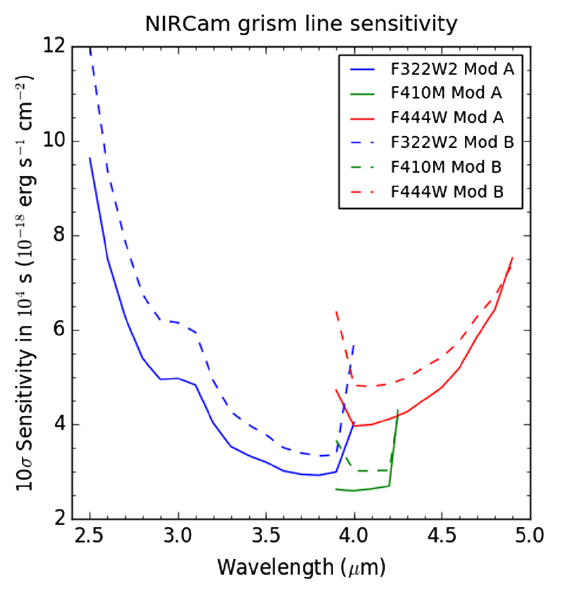 NIRCam grism line sensitivity
12
10
8
6
4
2
10σ Sensitivity in 10⁴ s (10⁻¹⁸ erg s⁻¹ cm⁻²)
F322W2 Mod A
F410M Mod A
F444W Mod A
F322W2 Mod B
F410M Mod B
F444W Mod B
2.5 3.0 3.5 4.0 4.5 5.0
Wavelength (μm)